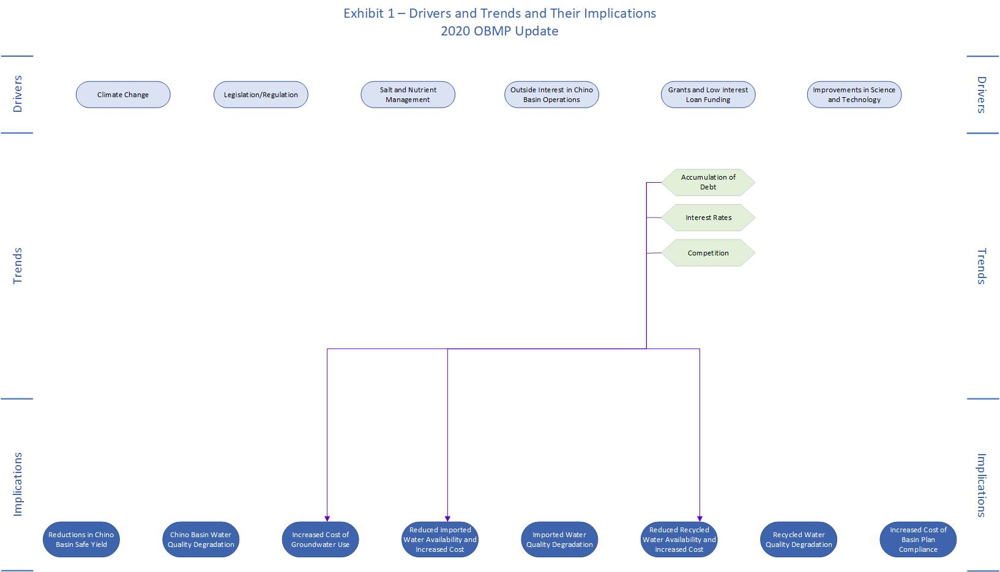 Exhibit 1 – Drivers and Trends and Their Implications
2020 OBMP Update
Drivers
Climate Change
Legislation/Regulation
Salt and Nutrient
Management
Outside Interest in Chino
Basin Operations
Grants and Low Interest
Loan Funding
Improvements in Science
and Technology
Drivers
Trends
Accumulation of
Debt
Interest Rates
Competition
Trends
Implications
Reductions in Chino
Basin Safe Yield
Chino Basin Water
Quality Degradation
Increased Cost of
Groundwater Use
Reduced Imported
Water Availability and
Increased Cost
Imported Water
Quality Degradation
Reduced Recycled
Water Availability and
Increased Cost
Recycled Water
Quality Degradation
Increased Cost of
Basin Plan
Compliance
Implications